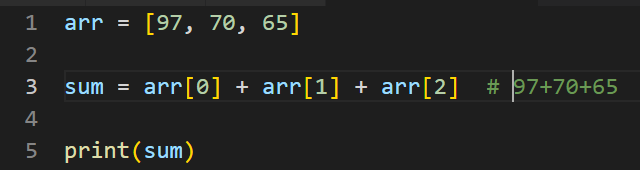 1 arr = [97, 70, 65]
2
3 sum = arr[0] + arr[1] + arr[2]  # 97+70+65
4
5 print(sum)